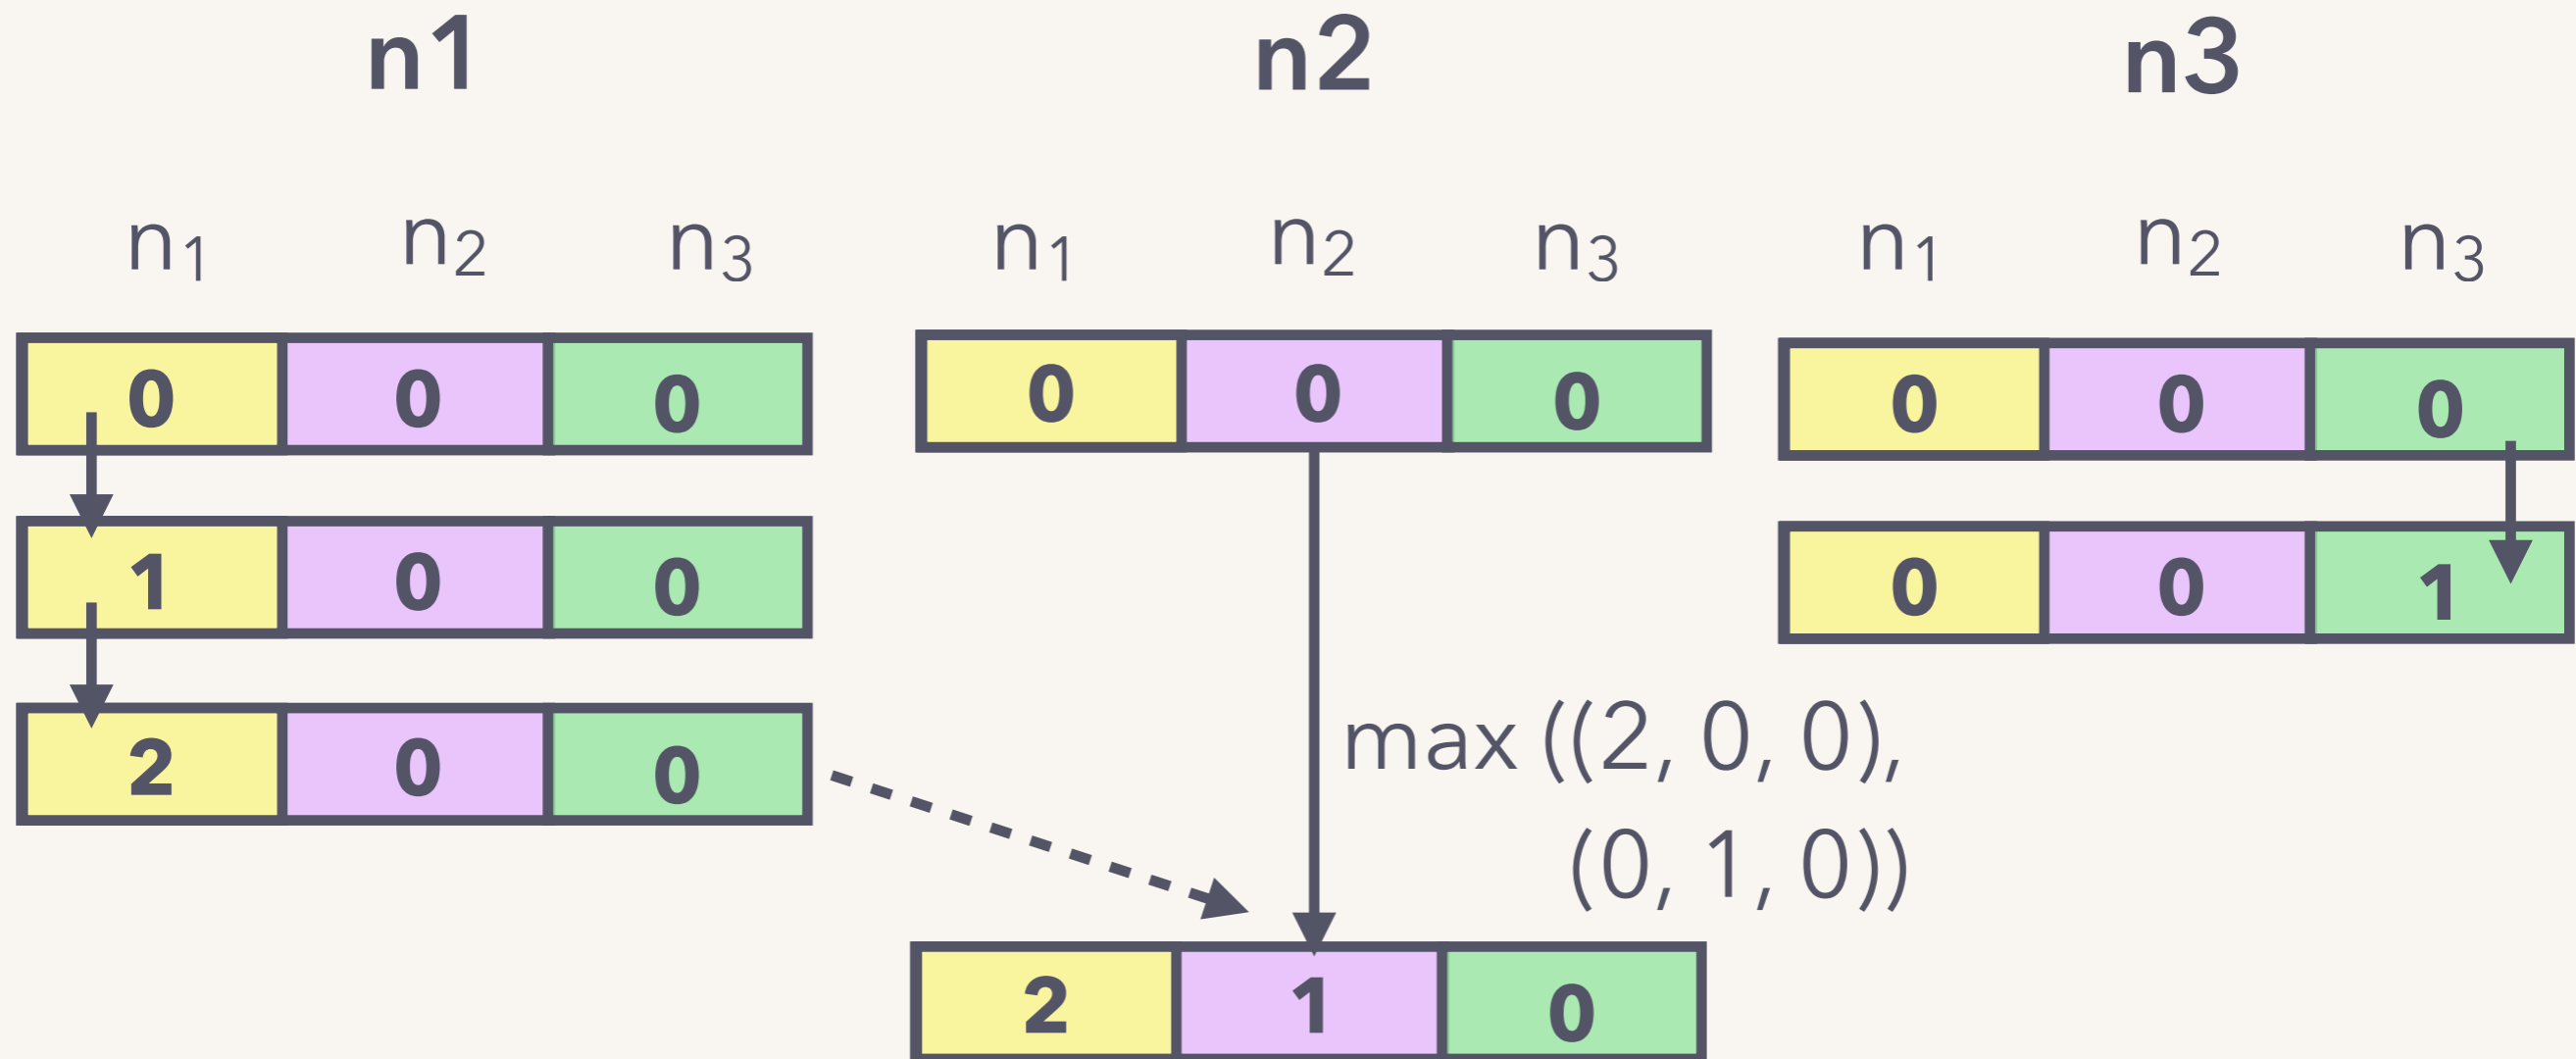 n1 n2 n3
n₁ n₂ n₃ n₁ n₂ n₃ n₁ n₂ n₃
0 0 0 0 0 0 0 0 0
1 0 0 0 0 1
2 0 0 max ((2, 0, 0),
(0, 1, 0))
2 1 0